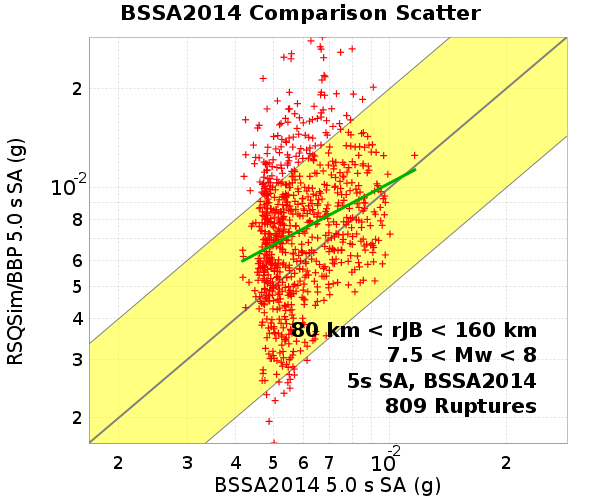 BSSA2014 Comparison Scatter
RSQSim/BBP 5.0 s SA (g)
2
10-2
8
6
5
4
3
2
80 km < rJB < 160 km
7.5 < Mw < 8
5s SA, BSSA2014
809 Ruptures
2 3 4 5 6 7 10-2 2
BSSA2014 5.0 s SA (g)